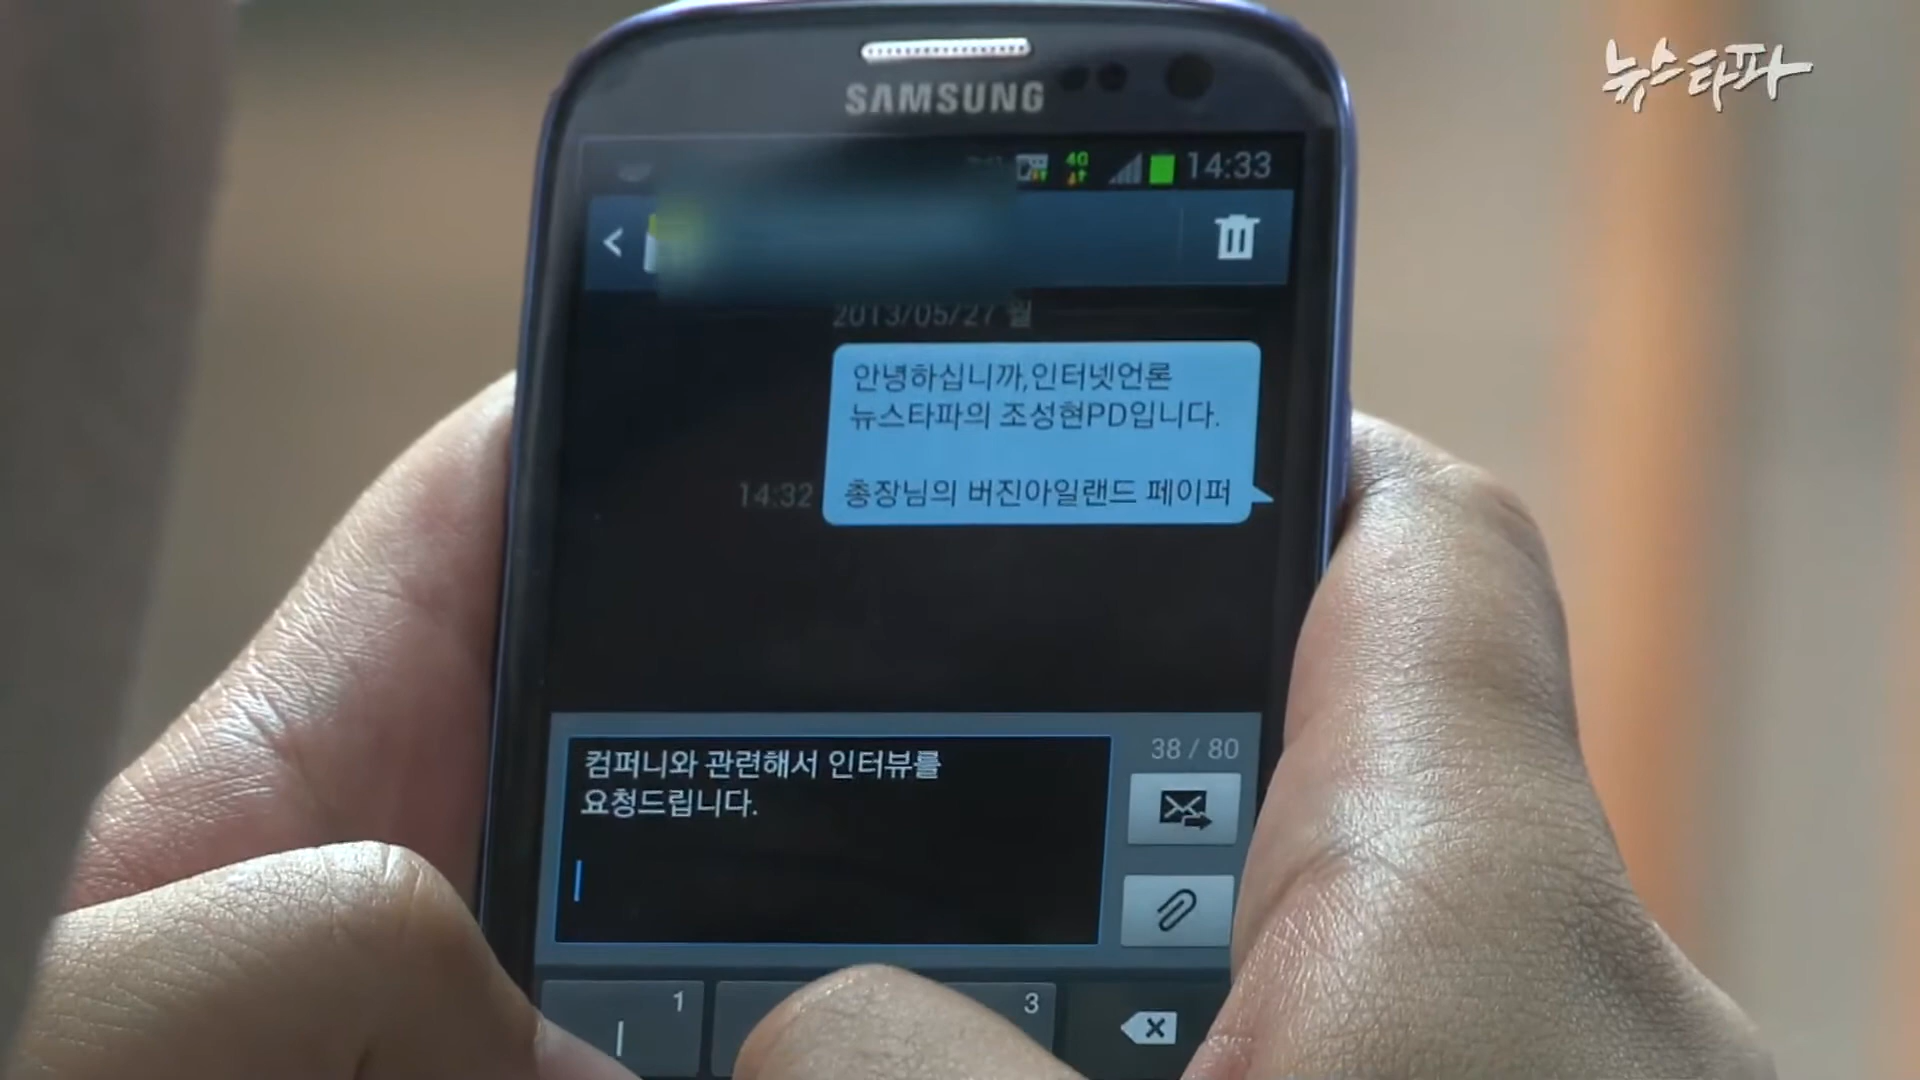 뉴스타파
SAMSUNG
4G 14:33
2013/05/27 월
안녕하십니까,인터넷언론
뉴스타파의 조성현PD입니다.
총장님의 버진아일랜드 페이퍼
14:32
컴퍼니와 관련해서 인터뷰를
요청드립니다.
38 / 80
1
ㅣ
3